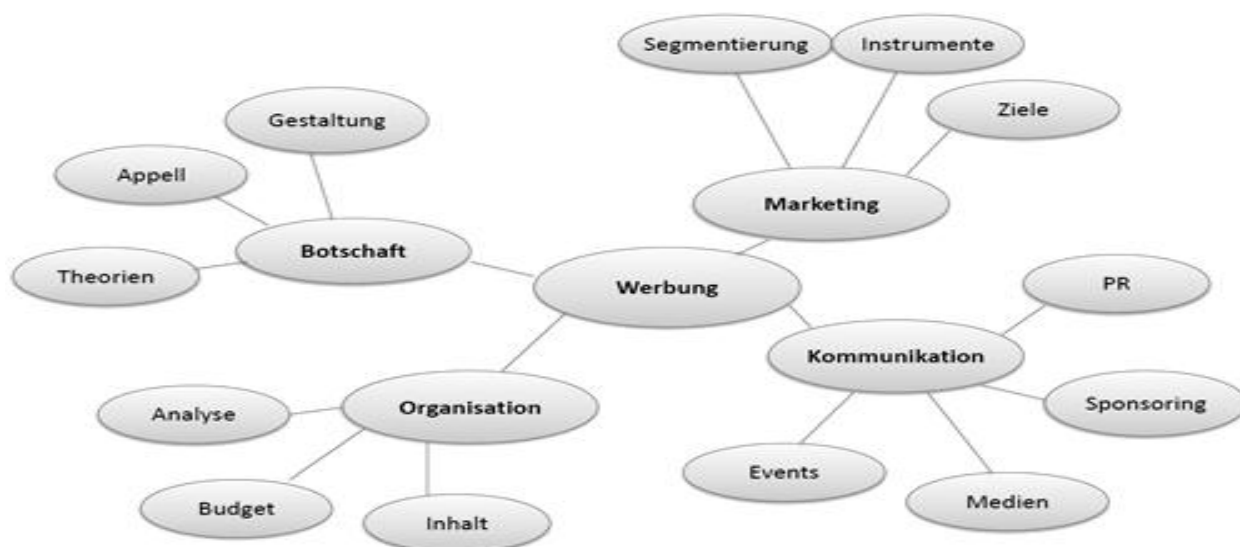 Segmentierung
Instrumente
Ziele
Gestaltung
Appell
Marketing
Botschaft
Theorien
Werbung
PR
Kommunikation
Analyse
Organisation
Sponsoring
Events
Medien
Budget
Inhalt